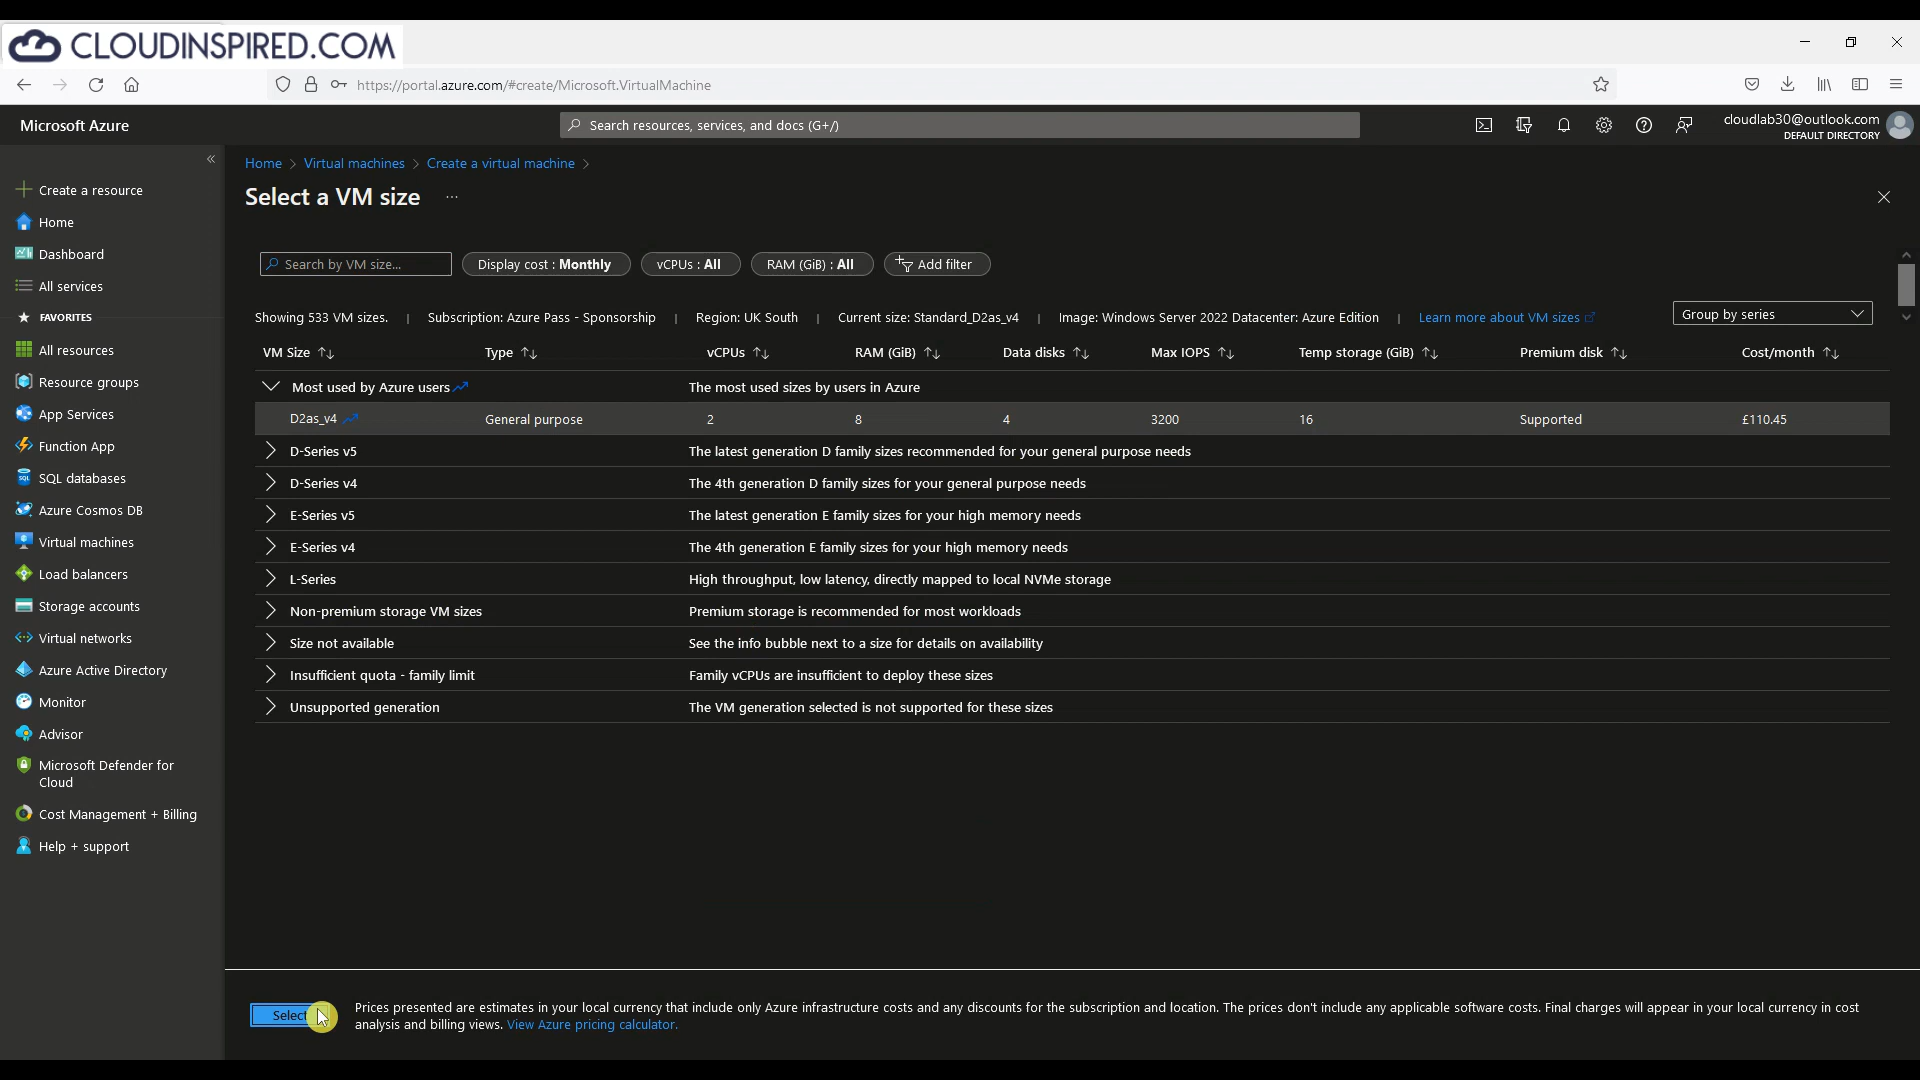 CLOUDINSPIRED.COM
https://portal.azure.com/#create/Microsoft.VirtualMachine
Microsoft Azure
Search resources, services, and docs (G+/)
cloudlab30@outlook.com
DEFAULT DIRECTORY
Create a resource
Home
Dashboard
All services
FAVORITES
All resources
Resource groups
App Services
Function App
SQL databases
Azure Cosmos DB
Virtual machines
Load balancers
Storage accounts
Virtual networks
Azure Active Directory
Monitor
Advisor
Microsoft Defender for
Cloud
Cost Management + Billing
Help + support
Home > Virtual machines > Create a virtual machine >
Select a VM size ...
Search by VM size...
Display cost : Monthly
vCPUs : All
RAM (GiB) : All
Add filter
Showing 533 VM sizes. | Subscription: Azure Pass - Sponsorship | Region: UK South | Current size: Standard_D2as_v4 | Image: Windows Server 2022 Datacenter: Azure Edition | Learn more about VM sizes
Group by series
VM Size ↑↓ Type ↑↓ vCPUs ↑↓ RAM (GiB) ↑↓ Data disks ↑↓ Max IOPS ↑↓ Temp storage (GiB) ↑↓ Premium disk ↑↓ Cost/month ↑↓
Most used by Azure users The most used sizes by users in Azure
D2as_v4 General purpose 2 8 4 3200 16 Supported £110.45
D-Series v5 The latest generation D family sizes recommended for your general purpose needs
D-Series v4 The 4th generation D family sizes for your general purpose needs
E-Series v5 The latest generation E family sizes for your high memory needs
E-Series v4 The 4th generation E family sizes for your high memory needs
L-Series High throughput, low latency, directly mapped to local NVMe storage
Non-premium storage VM sizes Premium storage is recommended for most workloads
Size not available See the info bubble next to a size for details on availability
Insufficient quota - family limit Family vCPUs are insufficient to deploy these sizes
Unsupported generation The VM generation selected is not supported for these sizes
Select
Prices presented are estimates in your local currency that include only Azure infrastructure costs and any discounts for the subscription and location. The prices don't include any applicable software costs. Final charges will appear in your local currency in cost
analysis and billing views. View Azure pricing calculator.